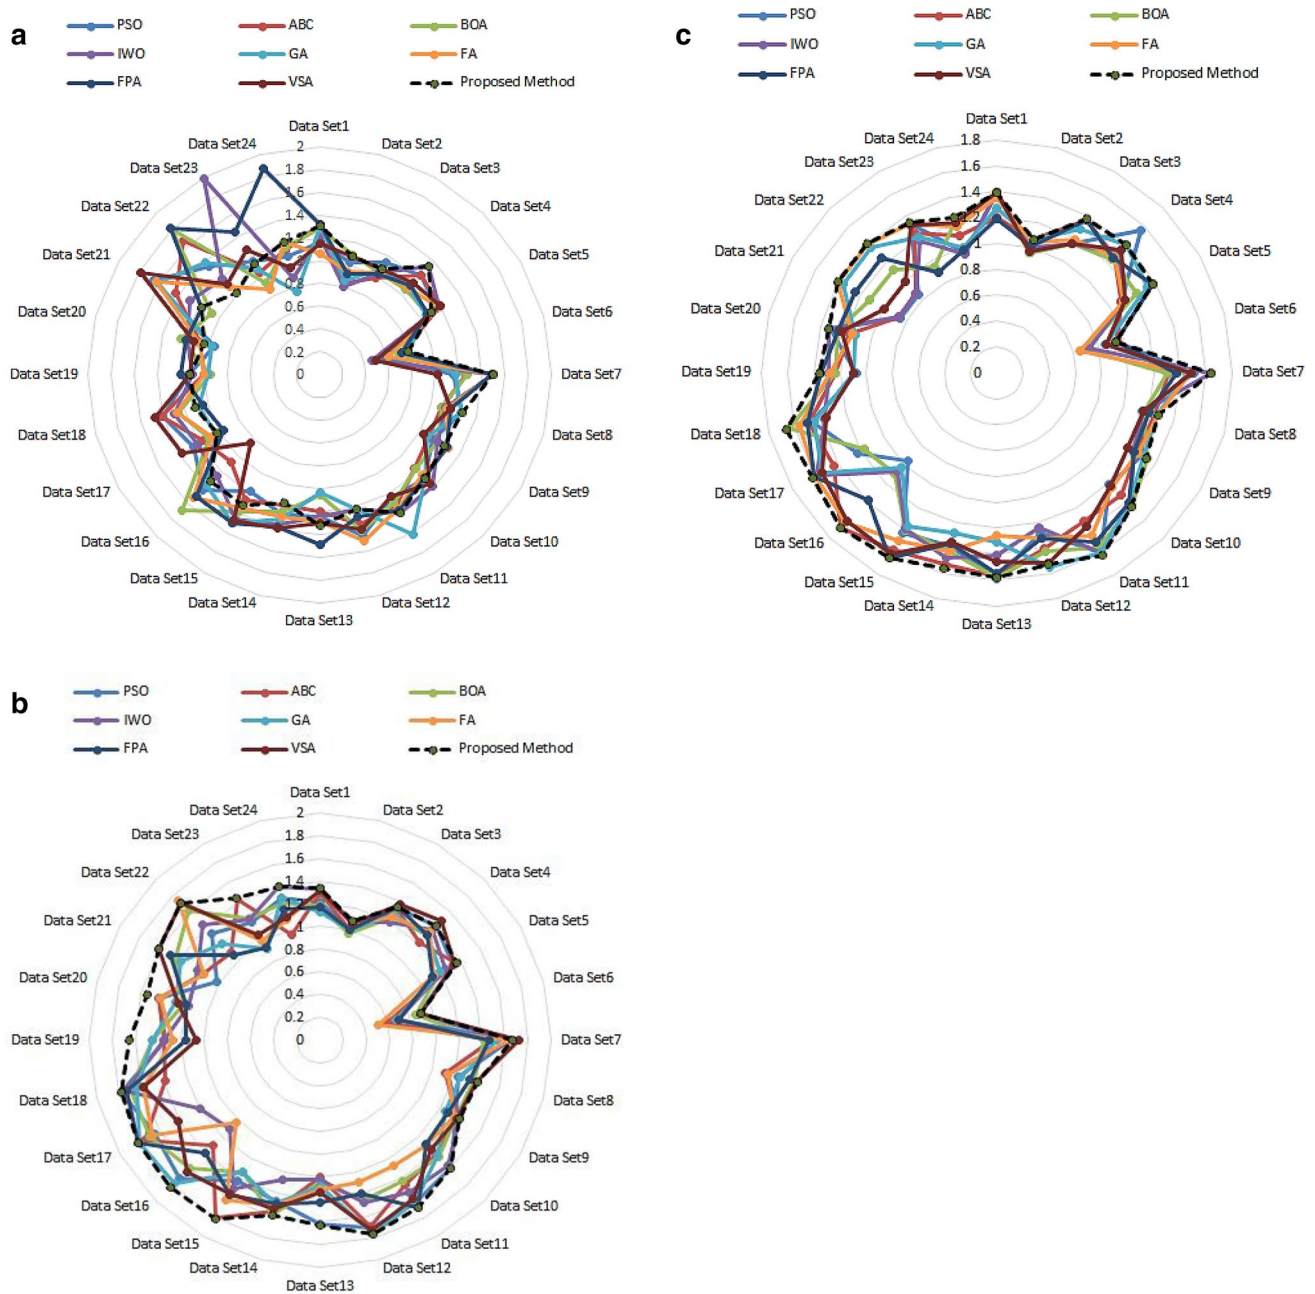 a
PSO ABC BOA
IWO GA FA
FPA VSA Proposed Method
Data Set1
Data Set2
Data Set3
Data Set4
Data Set5
Data Set6
Data Set7
Data Set8
Data Set9
Data Set10
Data Set11
Data Set12
Data Set13
Data Set14
Data Set15
Data Set16
Data Set17
Data Set18
Data Set19
Data Set20
Data Set21
Data Set22
Data Set23
Data Set24
2
1.8
1.6
1.4
0.8
0.6
0.4
0.2
0
c
PSO ABC BOA
IWO GA FA
FPA VSA Proposed Method
Data Set1
Data Set2
Data Set3
Data Set4
Data Set5
Data Set6
Data Set7
Data Set8
Data Set9
Data Set10
Data Set11
Data Set12
Data Set13
Data Set14
Data Set15
Data Set16
Data Set17
Data Set18
Data Set19
Data Set20
Data Set21
Data Set22
Data Set23
Data Set24
1.8
1.6
1.4
1.2
1
0.8
0.6
0.4
0.2
0
b
PSO ABC BOA
IWO GA FA
FPA VSA Proposed Method
Data Set1
Data Set2
Data Set3
Data Set4
Data Set5
Data Set6
Data Set7
Data Set8
Data Set9
Data Set10
Data Set11
Data Set12
Data Set13
Data Set14
Data Set15
Data Set16
Data Set17
Data Set18
Data Set19
Data Set20
Data Set21
Data Set22
Data Set23
Data Set24
2
1.8
1.6
1.4
0.8
0.6
0.4
0.2
0